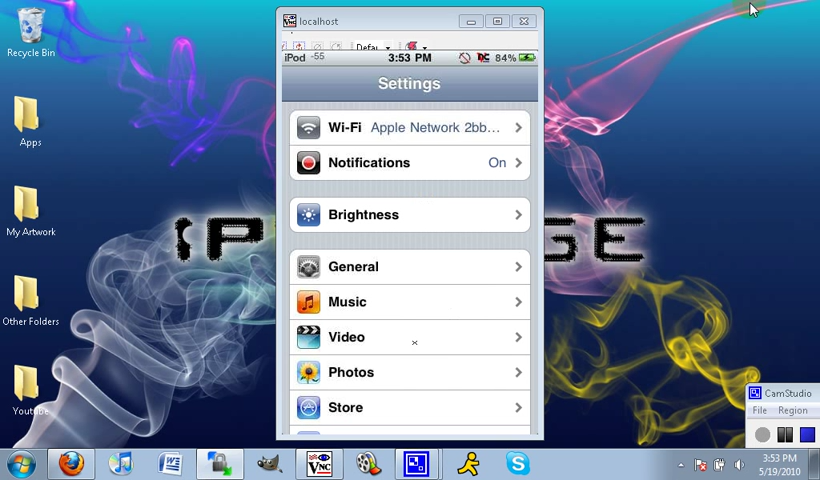 Recycle Bin
Apps
My Artwork
Other Folders
localhost
iPod -55
3:53 PM
84%
Settings
Wi-Fi Apple Network 2bb...
Notifications On
Brightness
General
Music
Video
Photos
Store
CamStudio
File Region
3:53 PM
5/19/2010